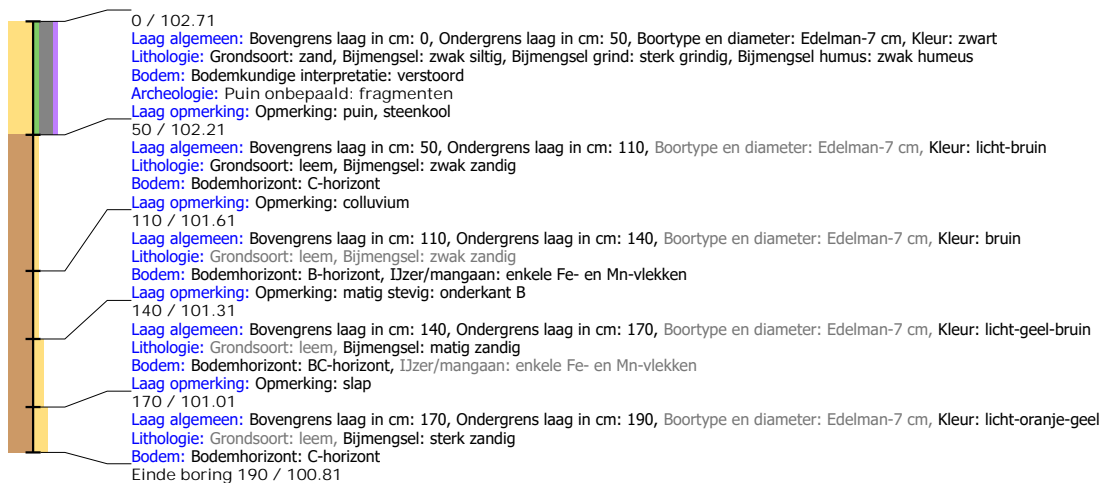 0 / 102.71
Laag algemeen: Bovengrens laag in cm: 0, Ondergrens laag in cm: 50, Boortype en diameter: Edelman-7 cm, Kleur: zwart
Lithologie: Grondsoort: zand, Bijmengsel: zwak siltig, Bijmengsel grind: sterk grindig, Bijmengsel humus: zwak humeus
Bodem: Bodemkundige interpretatie: verstoord
Archeologie: Puin onbepaald: fragmenten
Laag opmerking: Opmerking: puin, steenkool
50 / 102.21
Laag algemeen: Bovengrens laag in cm: 50, Ondergrens laag in cm: 110, Boortype en diameter: Edelman-7 cm, Kleur: licht-bruin
Lithologie: Grondsoort: leem, Bijmengsel: zwak zandig
Bodem: Bodemhorizont: C-horizont
Laag opmerking: Opmerking: colluvium
110 / 101.61
Laag algemeen: Bovengrens laag in cm: 110, Ondergrens laag in cm: 140, Boortype en diameter: Edelman-7 cm, Kleur: bruin
Lithologie: Grondsoort: leem, Bijmengsel: zwak zandig
Bodem: Bodemhorizont: B-horizont, IJzer/mangaan: enkele Fe- en Mn-vlekken
Laag opmerking: Opmerking: matig stevig: onderkant B
140 / 101.31
Laag algemeen: Bovengrens laag in cm: 140, Ondergrens laag in cm: 170, Boortype en diameter: Edelman-7 cm, Kleur: licht-geel-bruin
Lithologie: Grondsoort: leem, Bijmengsel: matig zandig
Bodem: Bodemhorizont: BC-horizont, IJzer/mangaan: enkele Fe- en Mn-vlekken
Laag opmerking: Opmerking: slap
170 / 101.01
Laag algemeen: Bovengrens laag in cm: 170, Ondergrens laag in cm: 190, Boortype en diameter: Edelman-7 cm, Kleur: licht-oranje-geel
Lithologie: Grondsoort: leem, Bijmengsel: sterk zandig
Bodem: Bodemhorizont: C-horizont
Einde boring 190 / 100.81